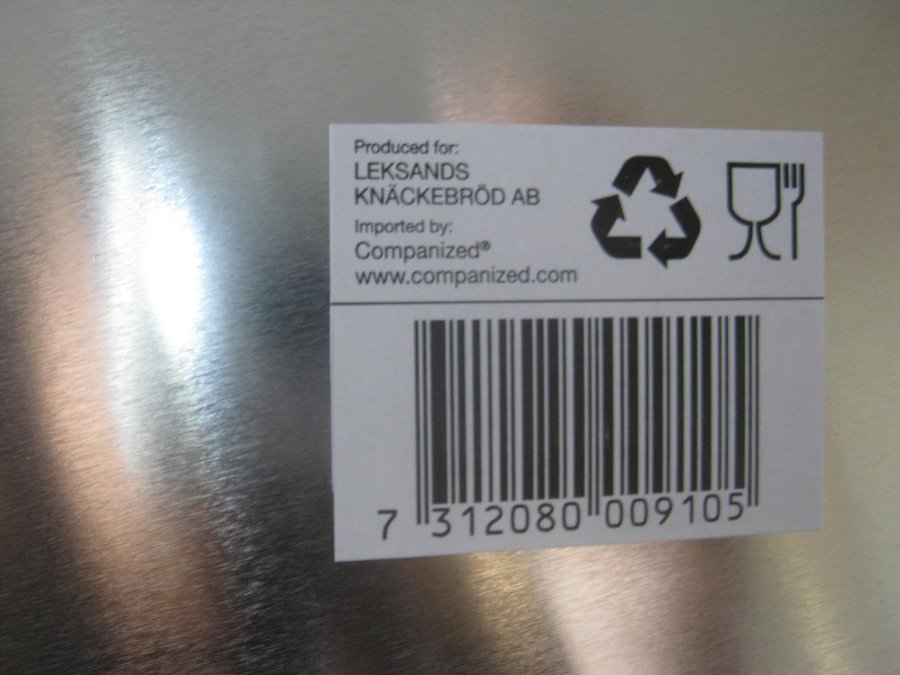 Produced for:
LEKSANDS
KNÄCKEBRÖD AB
Imported by:
Companized®
www.companized.com
7 312080 009105